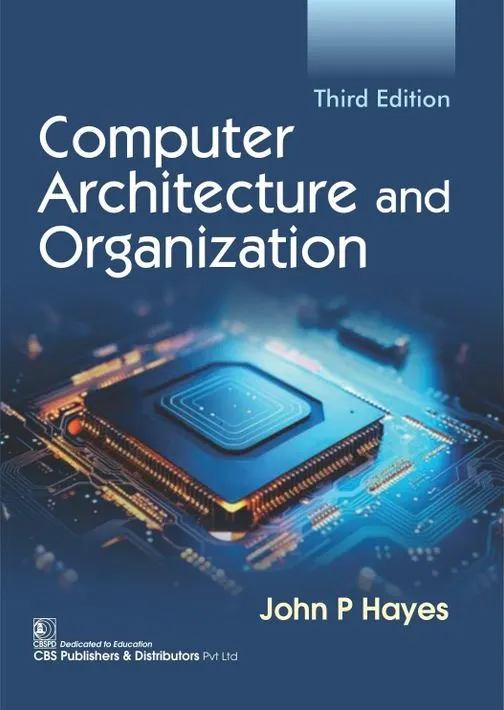 Third Edition
Computer
Architecture and
Organization
John P Hayes
CBSPD
Dedicated to Education
CBS Publishers & Distributors Pvt Ltd